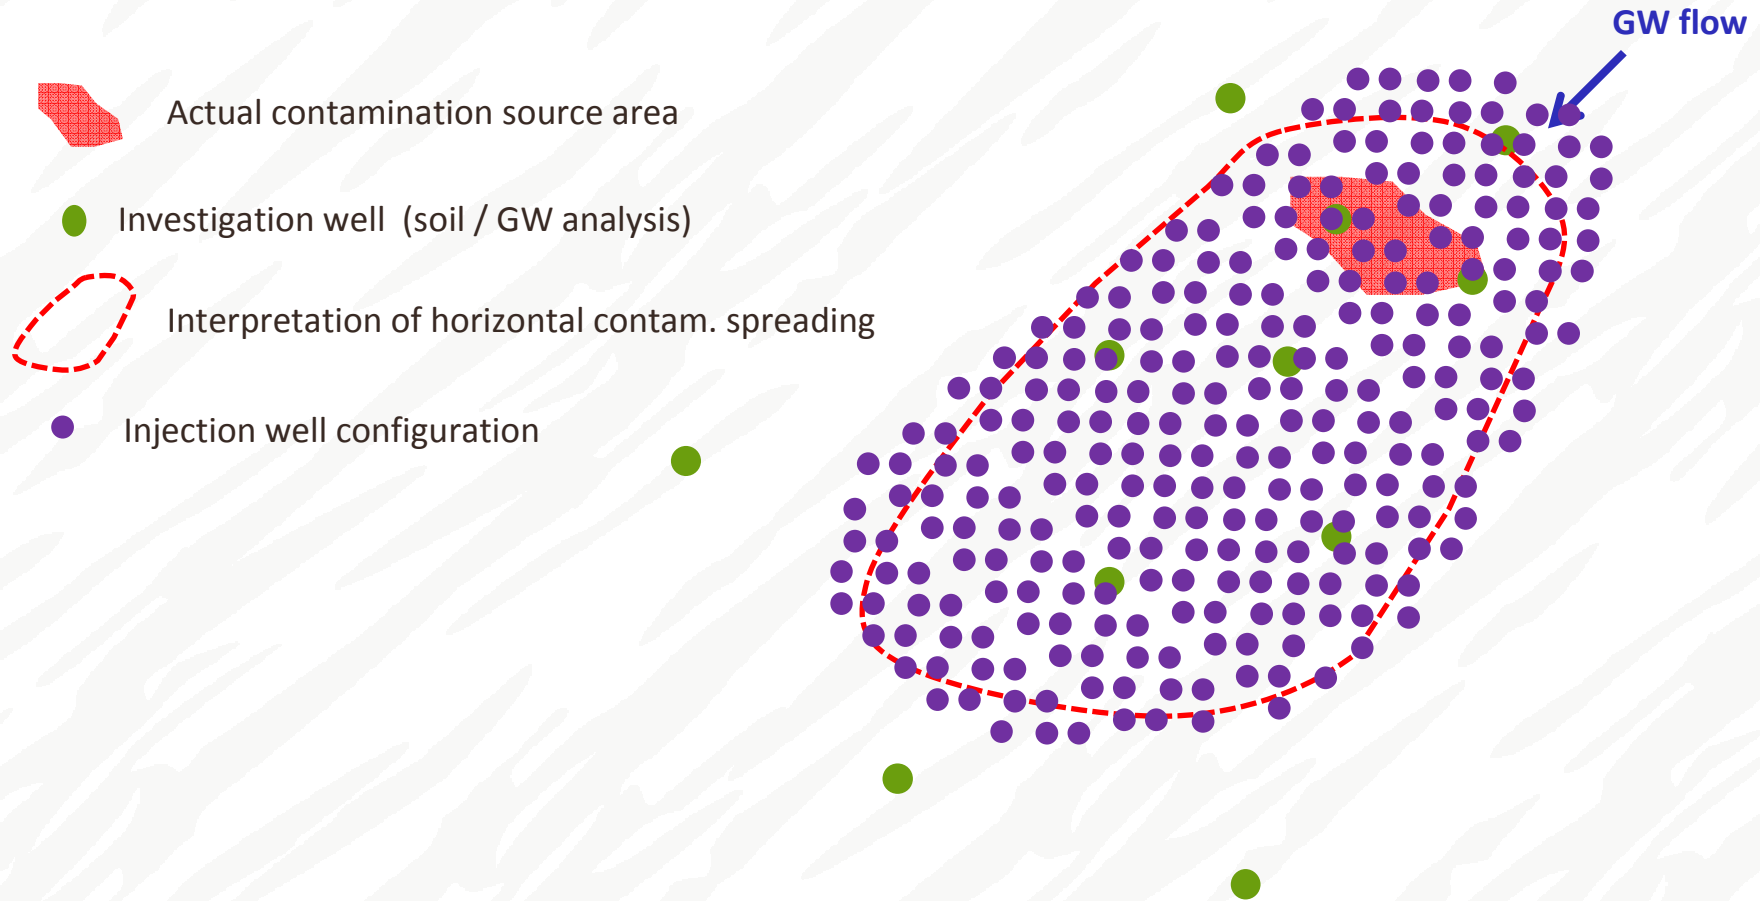 GW flow
Actual contamination source area
Investigation well (soil / GW analysis)
Interpretation of horizontal contam. spreading
Injection well configuration